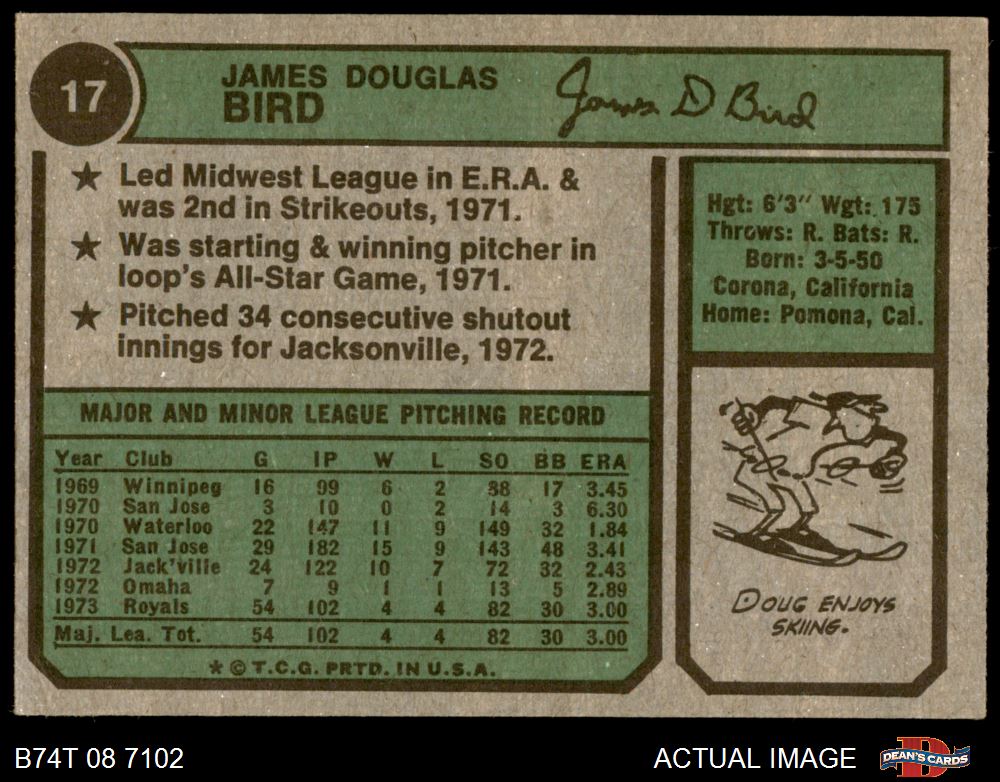 17
JAMES DOUGLAS
BIRD
James D Bird
★ Led Midwest League in E.R.A. &
was 2nd in Strikeouts, 1971.
★ Was starting & winning pitcher in
loop's All-Star Game, 1971.
★ Pitched 34 consecutive shutout
innings for Jacksonville, 1972.
Hgt: 6'3" Wgt: 175
Throws: R. Bats: R.
Born: 3-5-50
Corona, California
Home: Pomona, Cal.
MAJOR AND MINOR LEAGUE PITCHING RECORD
Year Club G IP W L SO BB ERA
1969 Winnipeg 16 99 6 2 88 17 3.45
1970 San Jose 3 10 0 2 14 3 6.30
1970 Waterloo 22 147 11 9 149 32 1.84
1971 San Jose 29 182 15 9 143 48 3.41
1972 Jack'ville 24 122 10 7 72 32 2.43
1972 Omaha 7 9 1 1 13 5 2.89
1973 Royals 54 102 4 4 82 30 3.00
Maj. Lea. Tot. 54 102 4 4 82 30 3.00
* © T.C.G. PRTD. IN U.S.A.
DOUG ENJOYS
SKIING.
B74T 08 7102
ACTUAL IMAGE
DEAN'S CARDS